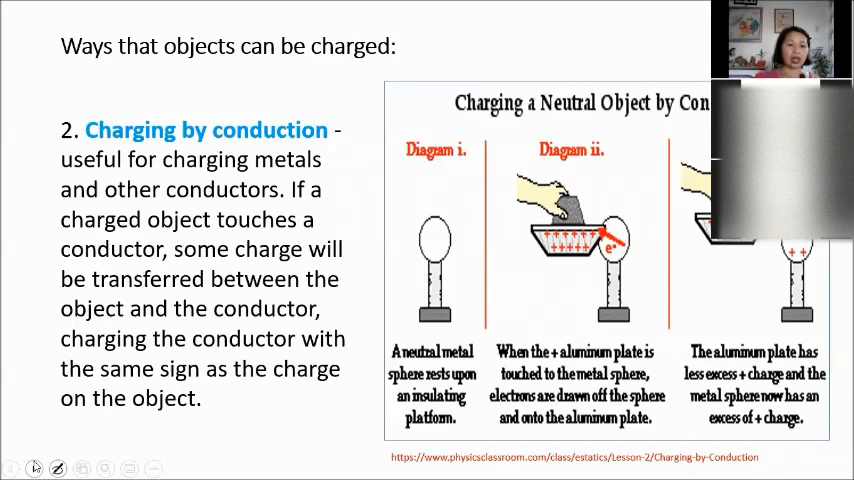 Ways that objects can be charged:
2. Charging by conduction -
useful for charging metals
and other conductors. If a
charged object touches a
conductor, some charge will
be transferred between the
object and the conductor,
charging the conductor with
the same sign as the charge
on the object.
Charging a Neutral Object by Con
Diagram i.
Diagram ii.
e-
A neutral metal
sphere rests upon
an insulating
platform.
When the + aluminum plate is
touched to the metal sphere,
electrons are drawn off the sphere
and onto the aluminum plate.
The aluminum plate has
less excess + charge and the
metal sphere now has an
excess of + charge.
https://www.physicsclassroom.com/class/estatics/Lesson-2/Charging-by-Conduction